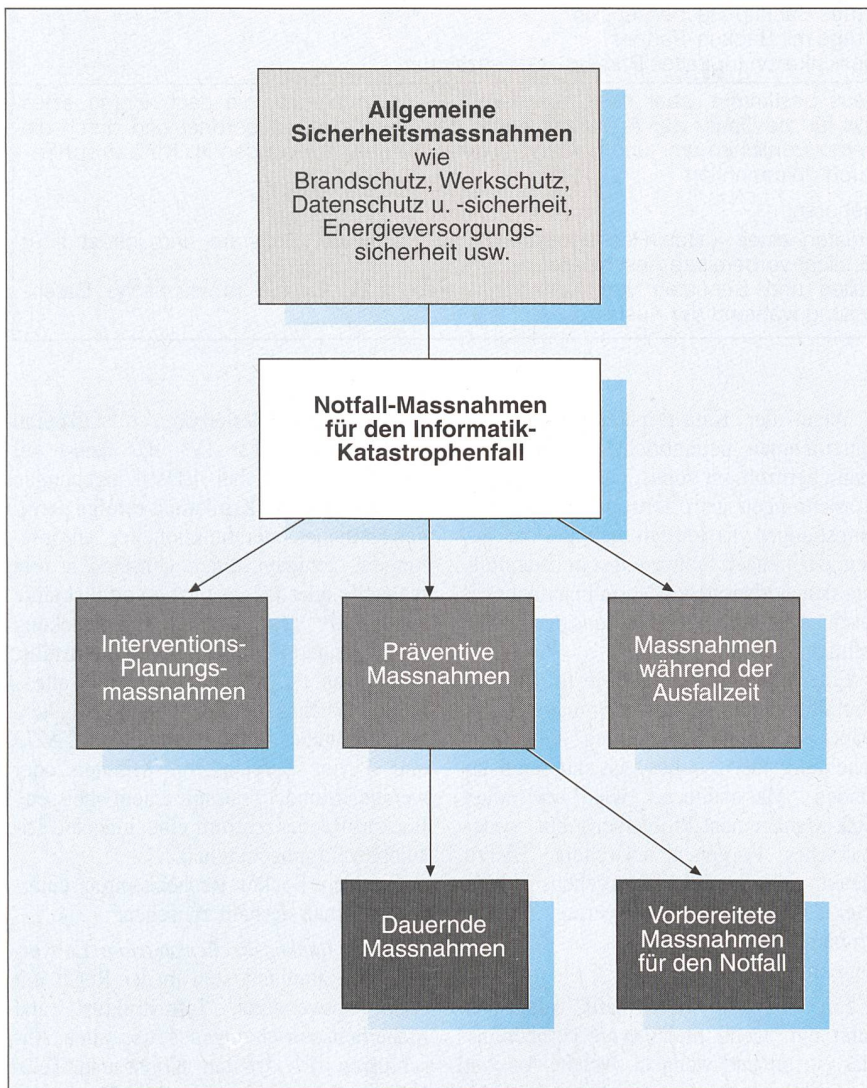 Allgemeine
Sicherheitsmassnahmen
wie
Brandschutz, Werkschutz,
Datenschutz u. -sicherheit,
Energieversorgungs-
sicherheit usw.
Notfall-Massnahmen
für den Informatik-
Katastrophenfall
Interventions-
Planungs-
massnahmen
Präventive
Massnahmen
Massnahmen
während der
Ausfallzeit
Dauernde
Massnahmen
Vorbereitete
Massnahmen
für den Notfall